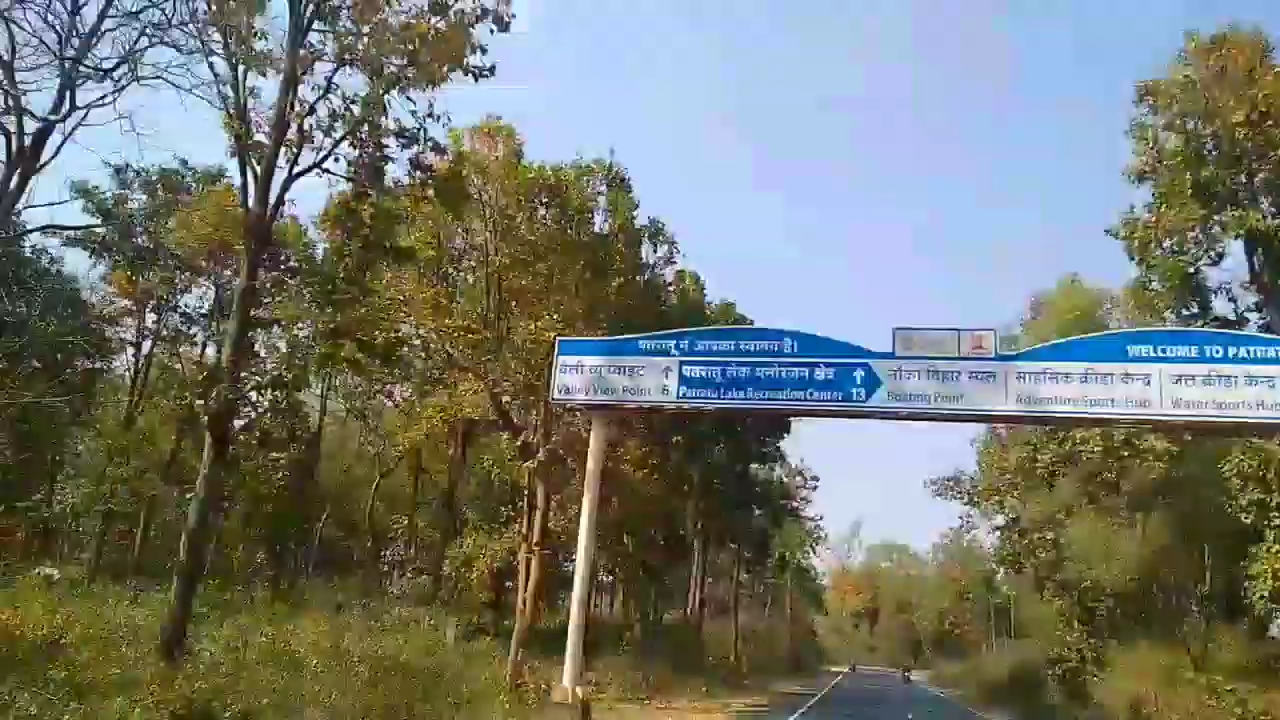 पतरातू में आपका स्वागत है।
WELCOME TO PATRAT
वैली व्यू प्वाइंट
Valley View Point 6
पतरातू लेक मनोरंजन क्षेत्र
Patratu Lake Recreation Center 13
नौका विहार स्थल
Boating Point
साहसिक क्रीडा केन्द्र
Adventure Sports Hub
जल क्रीडा केन्द्र
Water Sports Hub